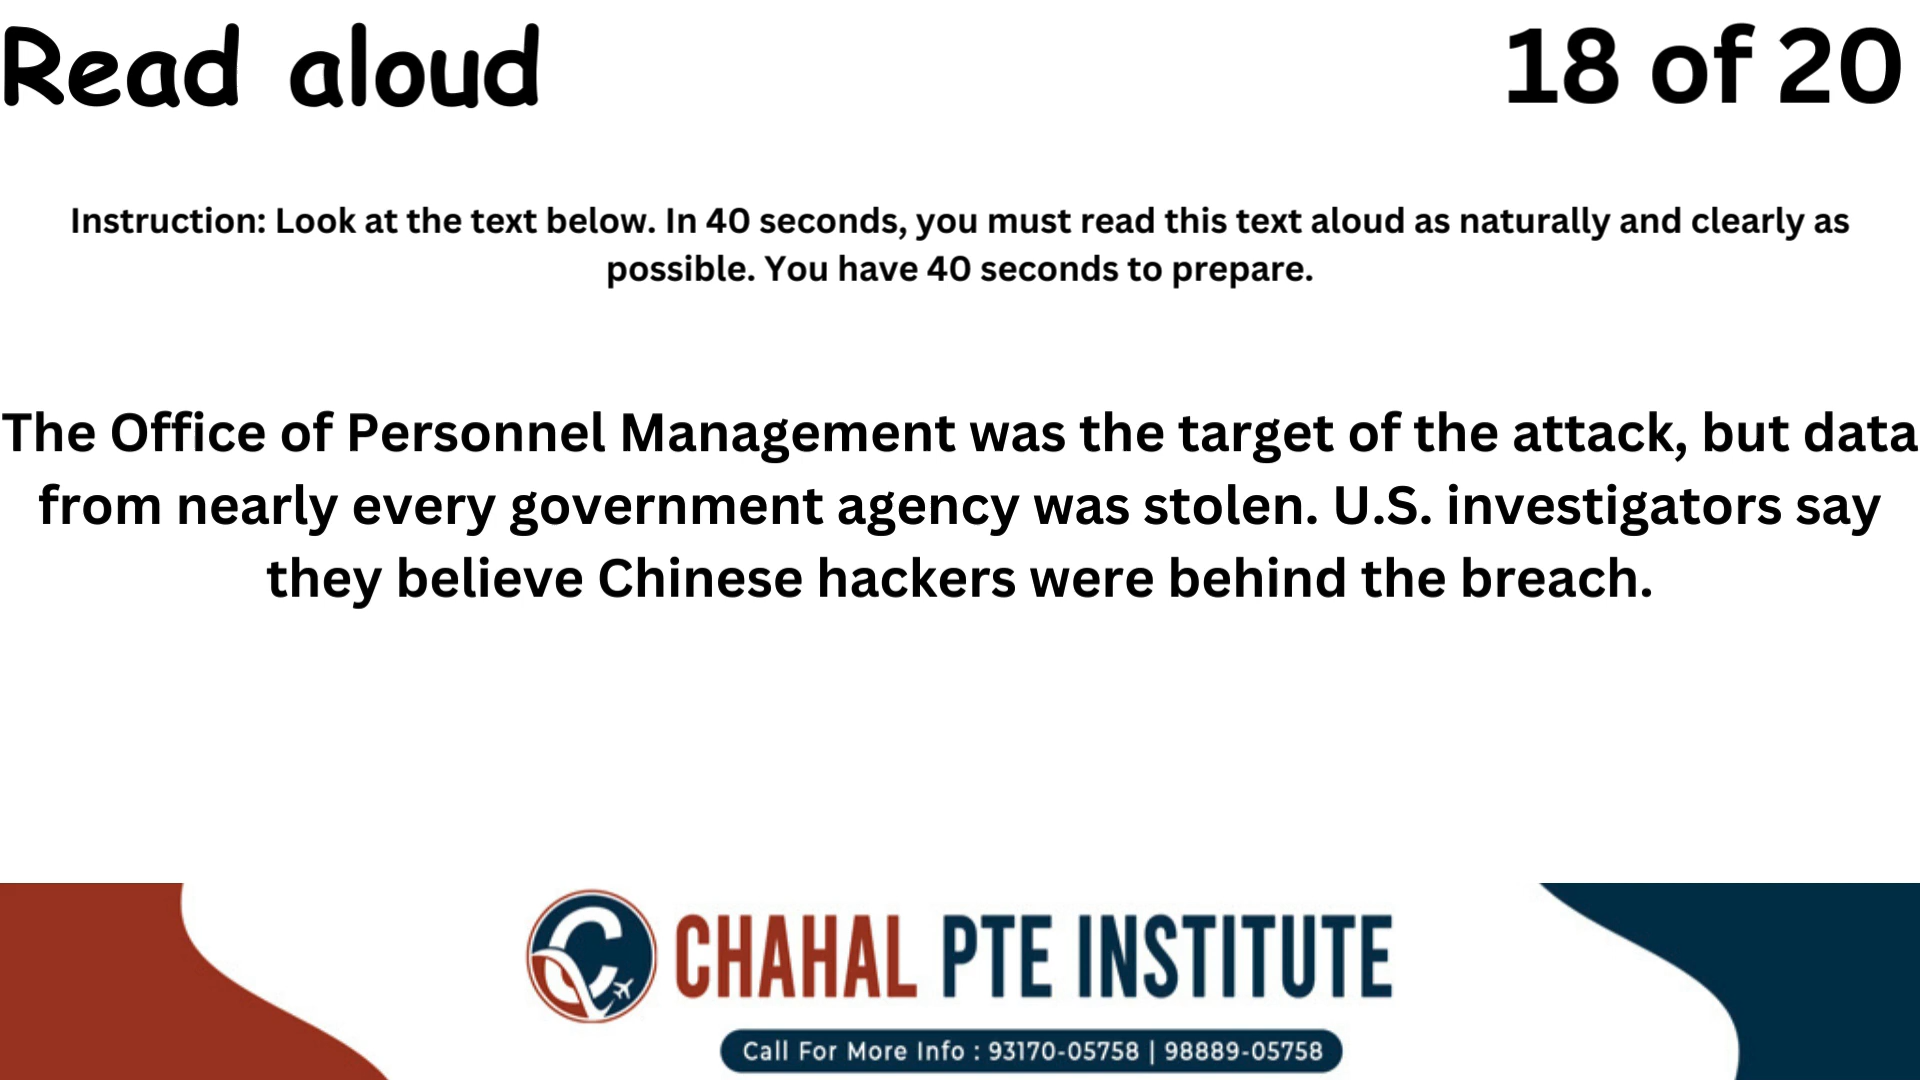 Read aloud
18 of 20
Instruction: Look at the text below. In 40 seconds, you must read this text aloud as naturally and clearly as
possible. You have 40 seconds to prepare.
The Office of Personnel Management was the target of the attack, but data
from nearly every government agency was stolen. U.S. investigators say
they believe Chinese hackers were behind the breach.
CHAHAL PTE INSTITUTE
Call For More Info : 93170-05758 | 98889-05758